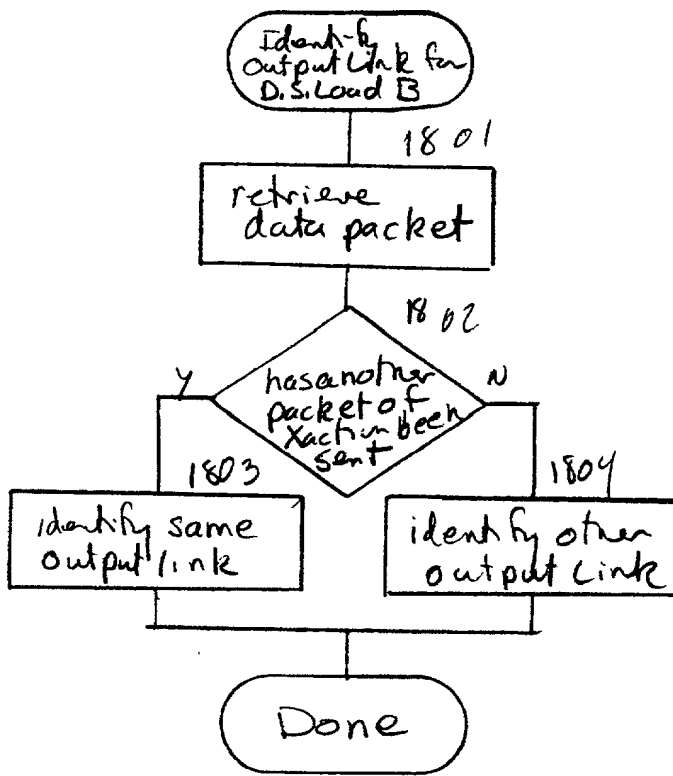 Identify
Output Link for
D.S. Load B
1801
retrieve
data packet
1802
Y
has another
packet of
Xaction been
sent
N
1803
identify same
output link
1804
identify other
output Link
Done